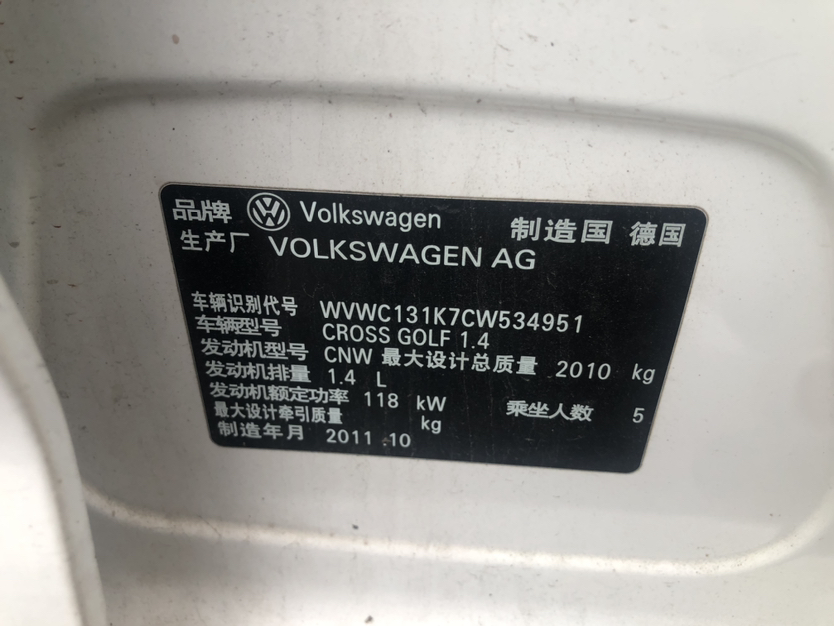 品牌 Volkswagen 制造国 德国
生产厂 VOLKSWAGEN AG
车辆识别代号 WVWC131K7CW534951
车辆型号 CROSS GOLF 1.4
发动机型号 CNW 最大设计总质量 2010 kg
发动机排量 1.4 L
发动机额定功率 118 kW 乘坐人数 5
最大设计牵引质量 kg
制造年月 2011.10